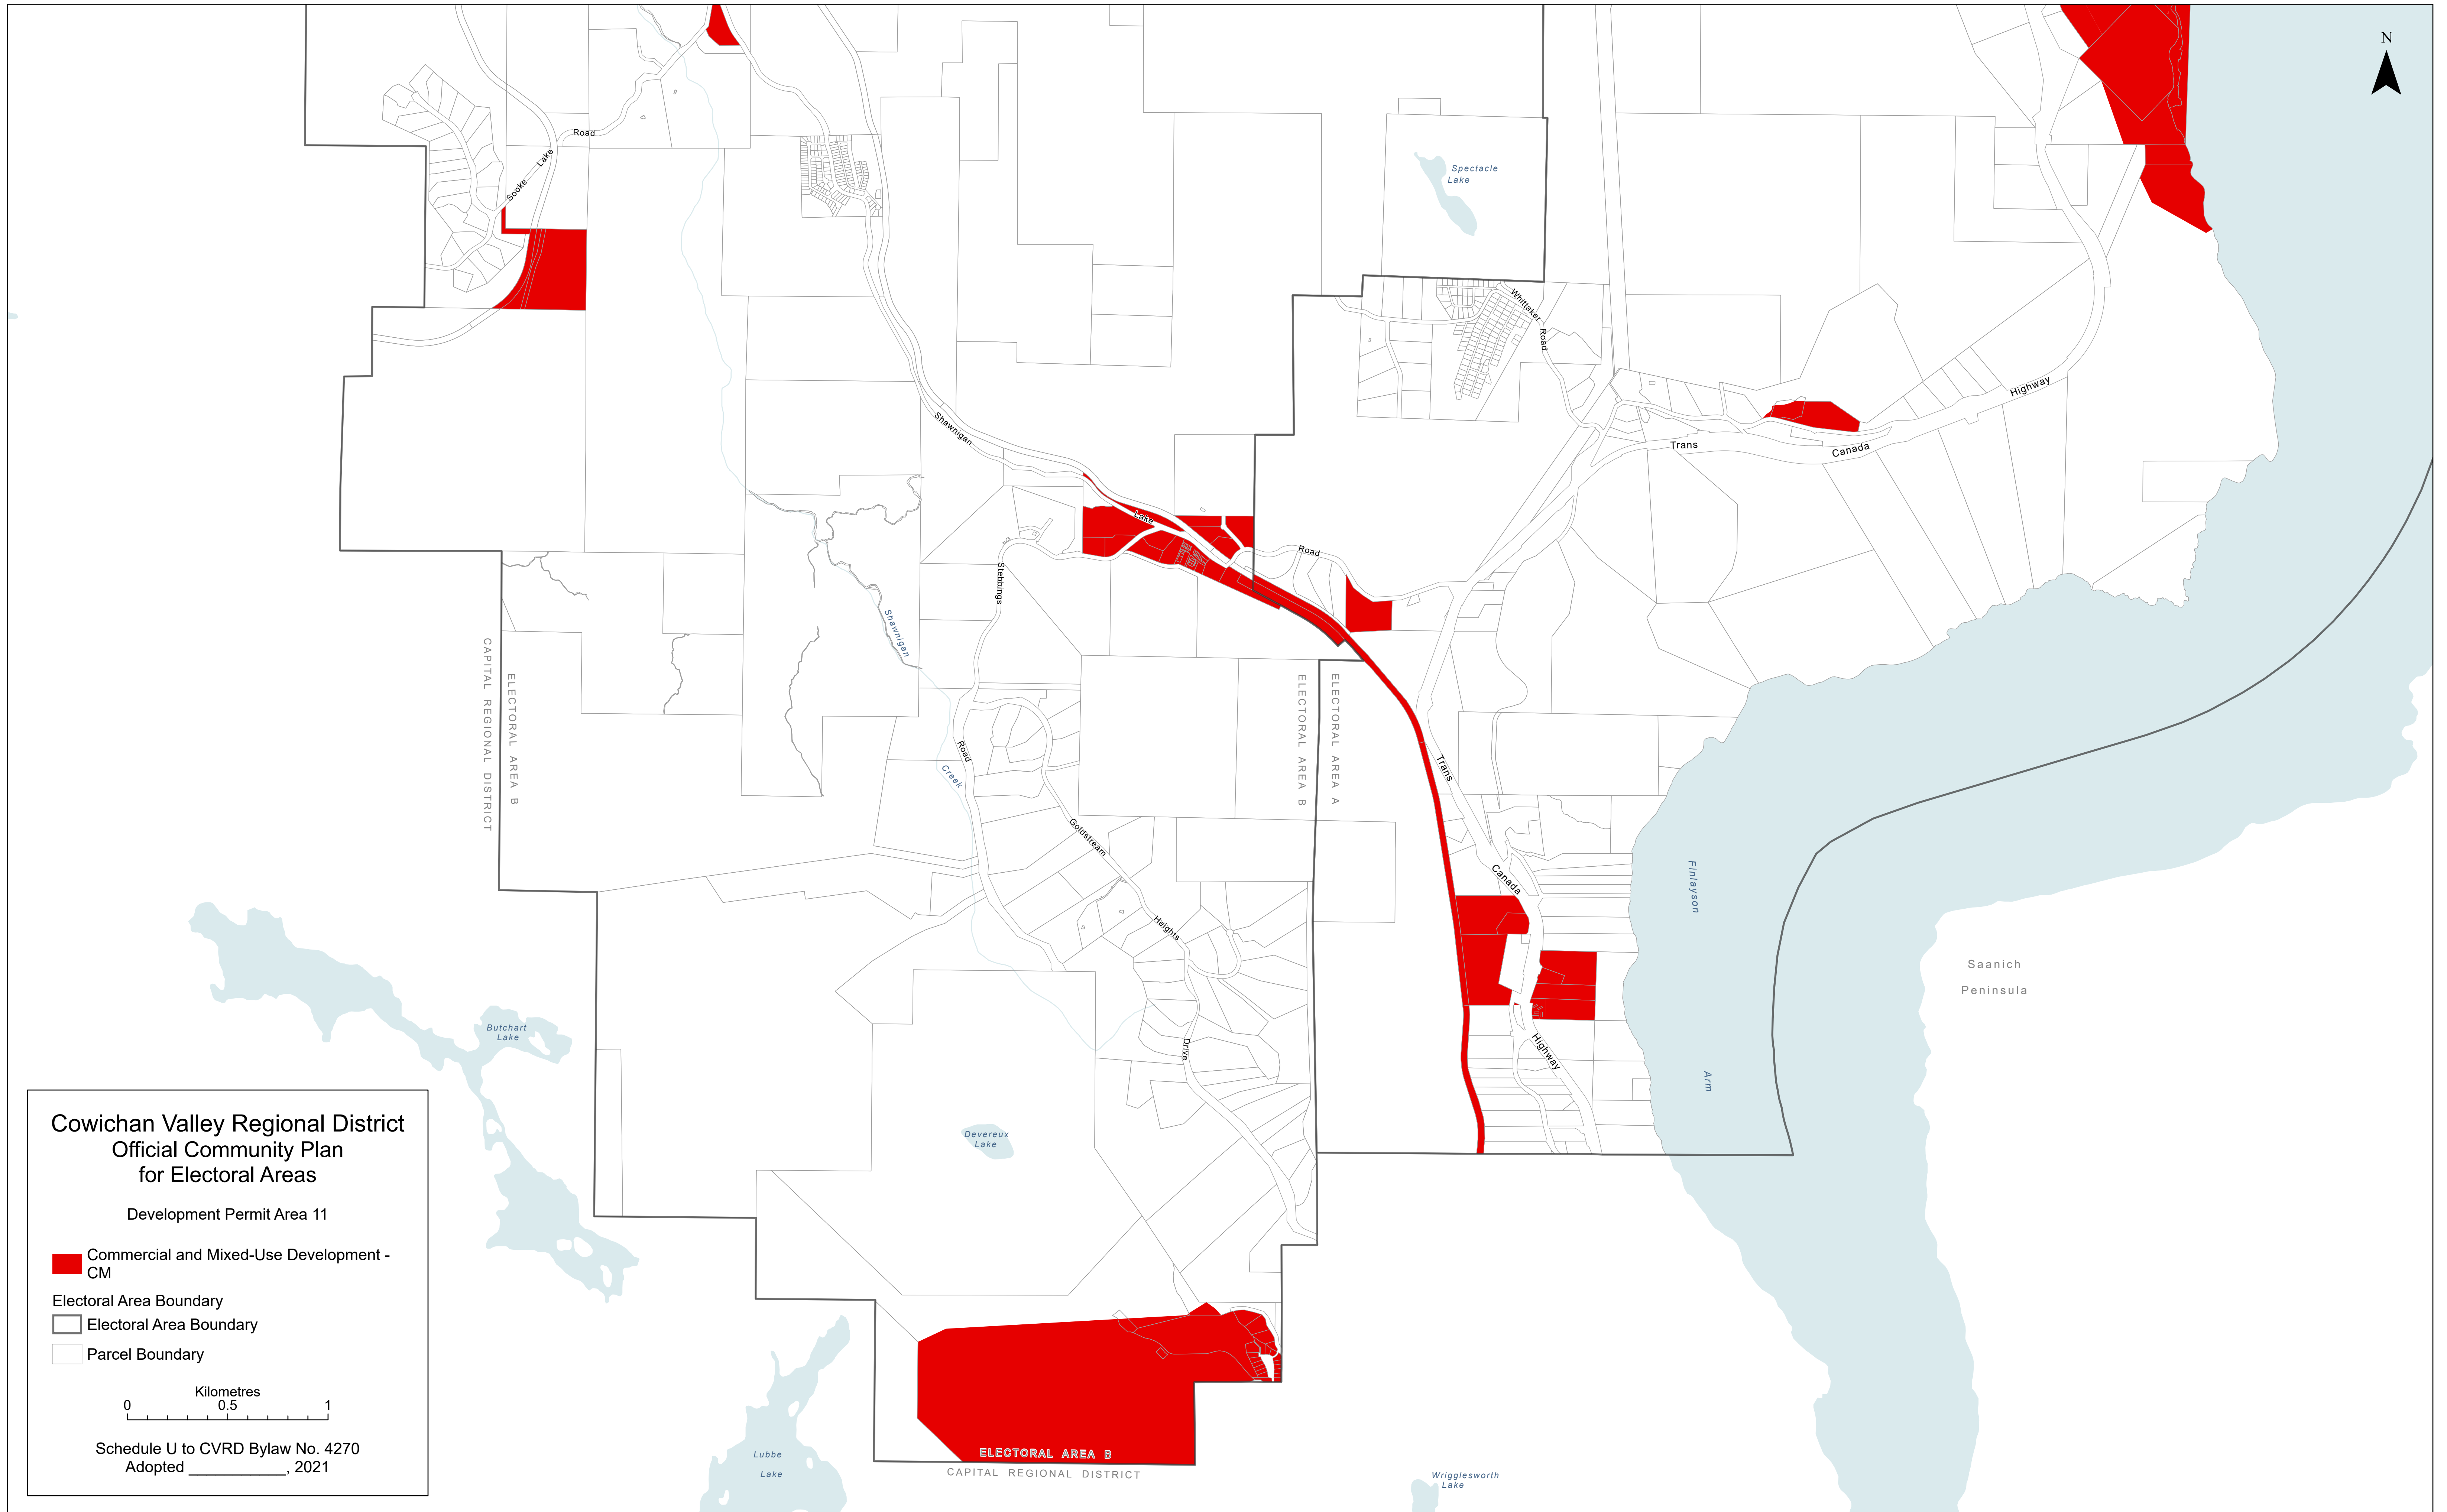 N
Road
Lake
Sooke
Spectacle
Lake
Whittaker
Road
Highway
Trans
Canada
Shawnigan
Lake
Road
Stebbings
Shawnigan
CAPITAL REGIONAL DISTRICT
ELECTORAL AREA B
ELECTORAL AREA B
ELECTORAL AREA A
Road
Creek
Trans
Goldstream
Canada
Finlayson
Heights
Saanich
Peninsula
Butchart
Lake
Drive
Highway
Arm
Devereux
Lake
Cowichan Valley Regional District
Official Community Plan
for Electoral Areas
Development Permit Area 11
Commercial and Mixed-Use Development -
CM
Electoral Area Boundary
Electoral Area Boundary
Parcel Boundary
Kilometres
0 0.5 1
Schedule U to CVRD Bylaw No. 4270
Adopted ____________, 2021
ELECTORAL AREA B
CAPITAL REGIONAL DISTRICT
Lubbe
Lake
Wrigglesworth
Lake